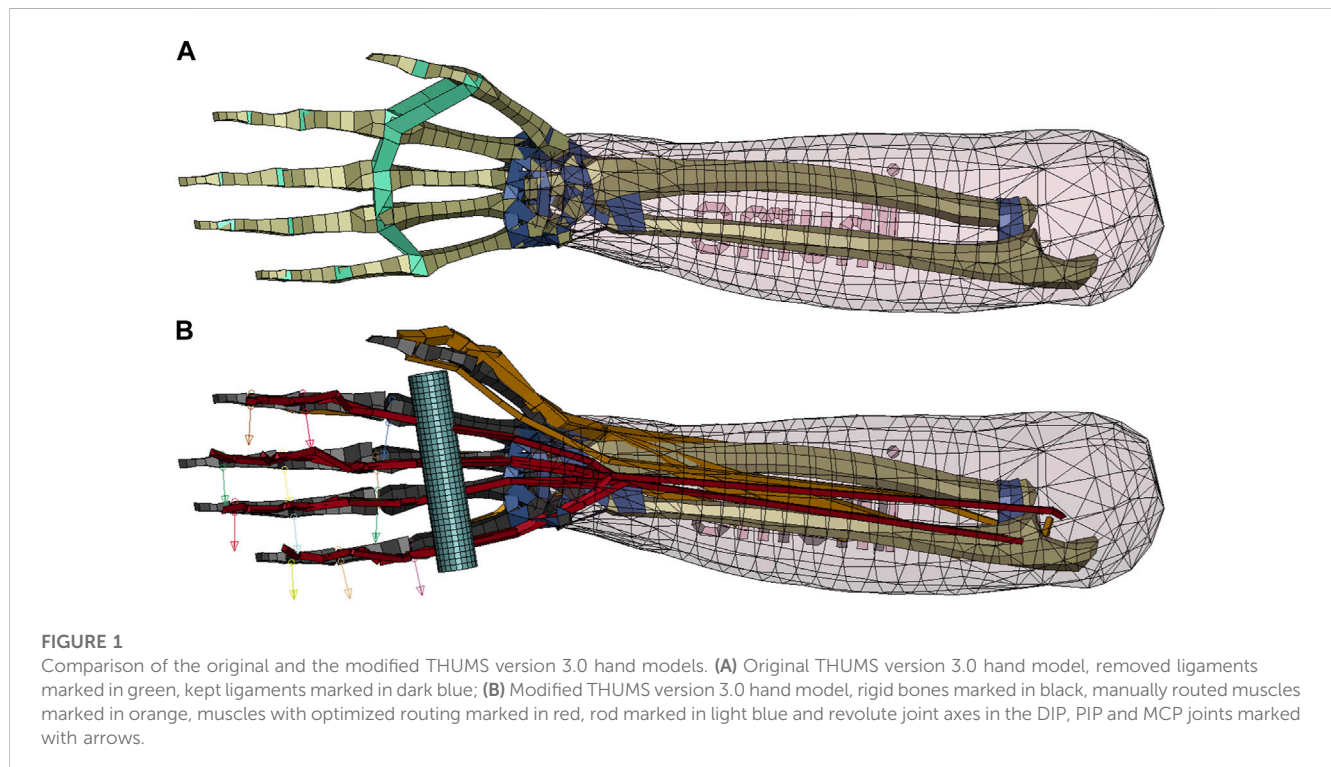 A
B
FIGURE 1
Comparison of the original and the modified THUMS version 3.0 hand models. (A) Original THUMS version 3.0 hand model, removed ligaments
marked in green, kept ligaments marked in dark blue; (B) Modified THUMS version 3.0 hand model, rigid bones marked in black, manually routed muscles
marked in orange, muscles with optimized routing marked in red, rod marked in light blue and revolute joint axes in the DIP, PIP and MCP joints marked
with arrows.